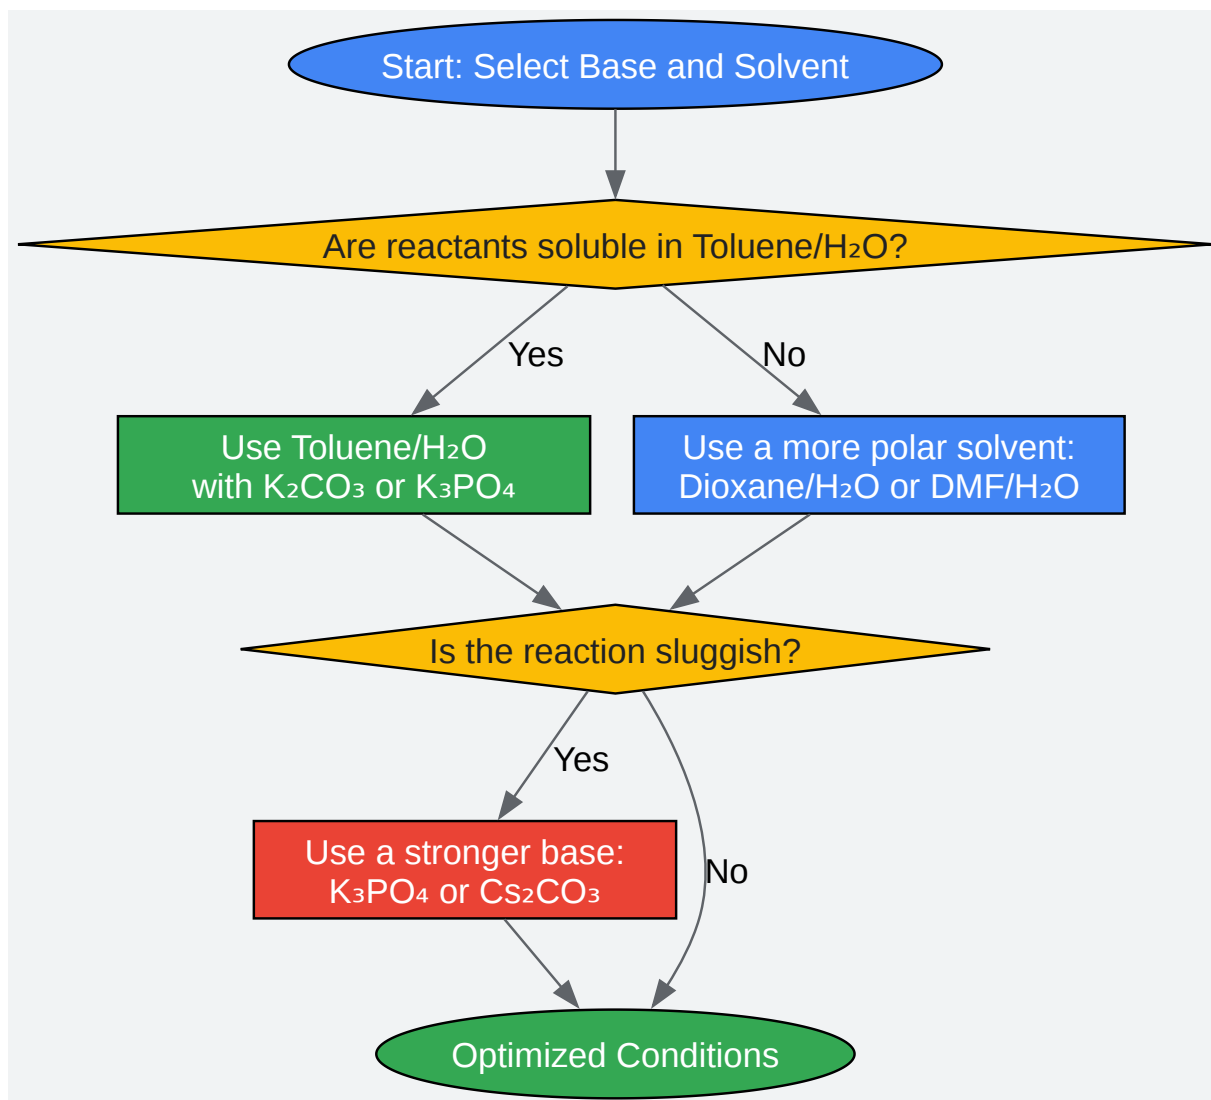 Start: Select Base and Solvent
Are reactants soluble in Toluene/H₂O?
Yes
No
Use Toluene/H₂O
with K₂CO₃ or K₃PO₄
Use a more polar solvent:
Dioxane/H₂O or DMF/H₂O
Is the reaction sluggish?
Yes
Use a stronger base:
K₃PO₄ or Cs₂CO₃
No
Optimized Conditions